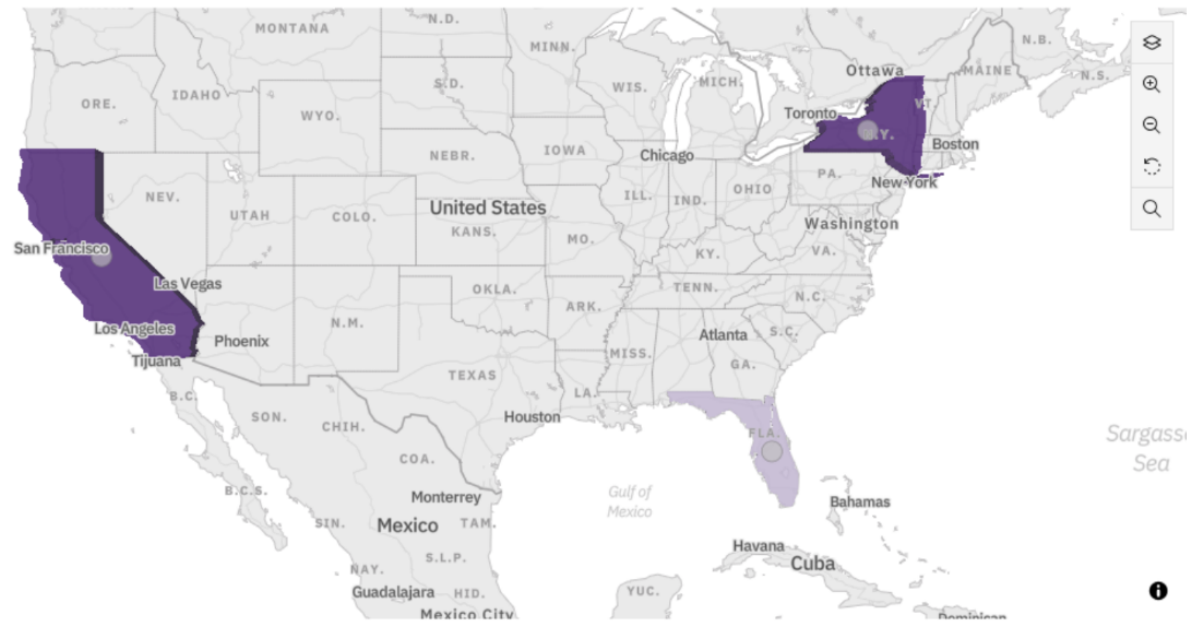 N.D.
MONTANA
MINN.
N.B.
Ottawa
MAINE
N.S.
S.D.
WIS.
MICH.
IDAHO
ORE.
VT.
WYO.
Toronto
N.Y.
Boston
IOWA
NEBR.
Chicago
PA.
New York
OHIO
NEV.
ILL.
IND.
United States
UTAH
COLO.
Washington
KANS.
MO.
San Francisco
KY.
VA.
Las Vegas
TENN.
OKLA.
N.C.
ARK.
N.M.
Los Angeles
Atlanta
S.C.
Phoenix
MISS.
Tijuana
GA.
TEXAS
B.C.
LA.
SON.
Houston
CHIH.
FLA.
Sargass
Sea
COA.
B.C.S.
Gulf of
Mexico
Monterrey
Bahamas
SIN.
Mexico
TAM.
Havana
S.L.P.
Cuba
NAY.
Guadalajara
HID.
YUC.
Mexico City
Dominican